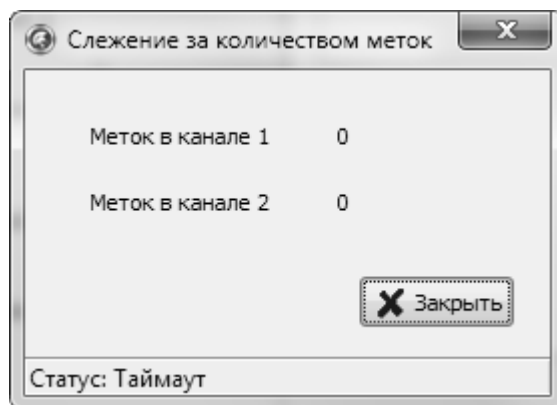 Слежение за количеством меток
Меток в канале 1 0
Меток в канале 2 0
Закрыть
Статус: Таймаут